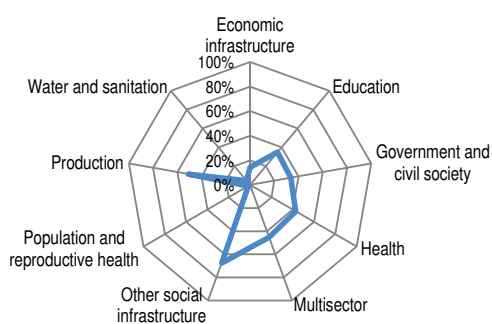 Economic
infrastructure
100%
80%
60%
40%
20%
0%
Education
Government and
civil society
Health
Multisector
Other social
infrastructure
Population and
reproductive health
Production
Water and sanitation